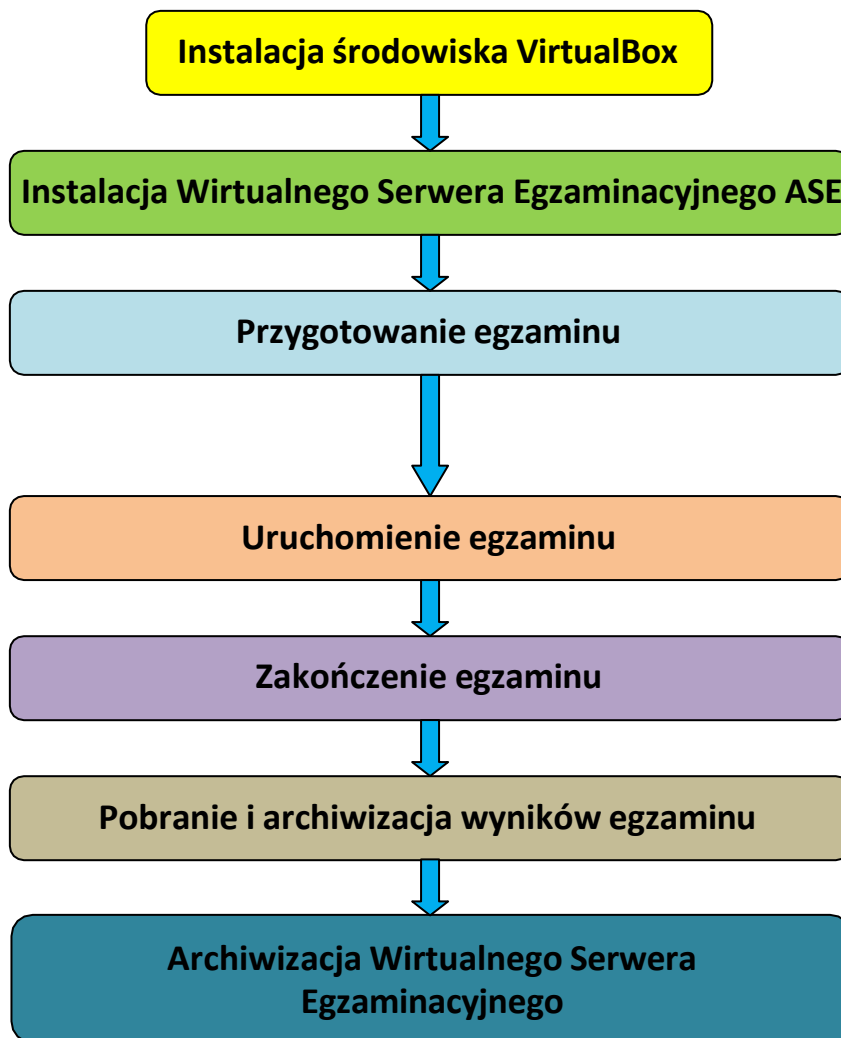 Instalacja środowiska VirtualBox
Instalacja Wirtualnego Serwera Egzaminacyjnego ASE
Przygotowanie egzaminu
Uruchomienie egzaminu
Zakończenie egzaminu
Pobranie i archiwizacja wyników egzaminu
Archiwizacja Wirtualnego Serwera
Egzaminacyjnego